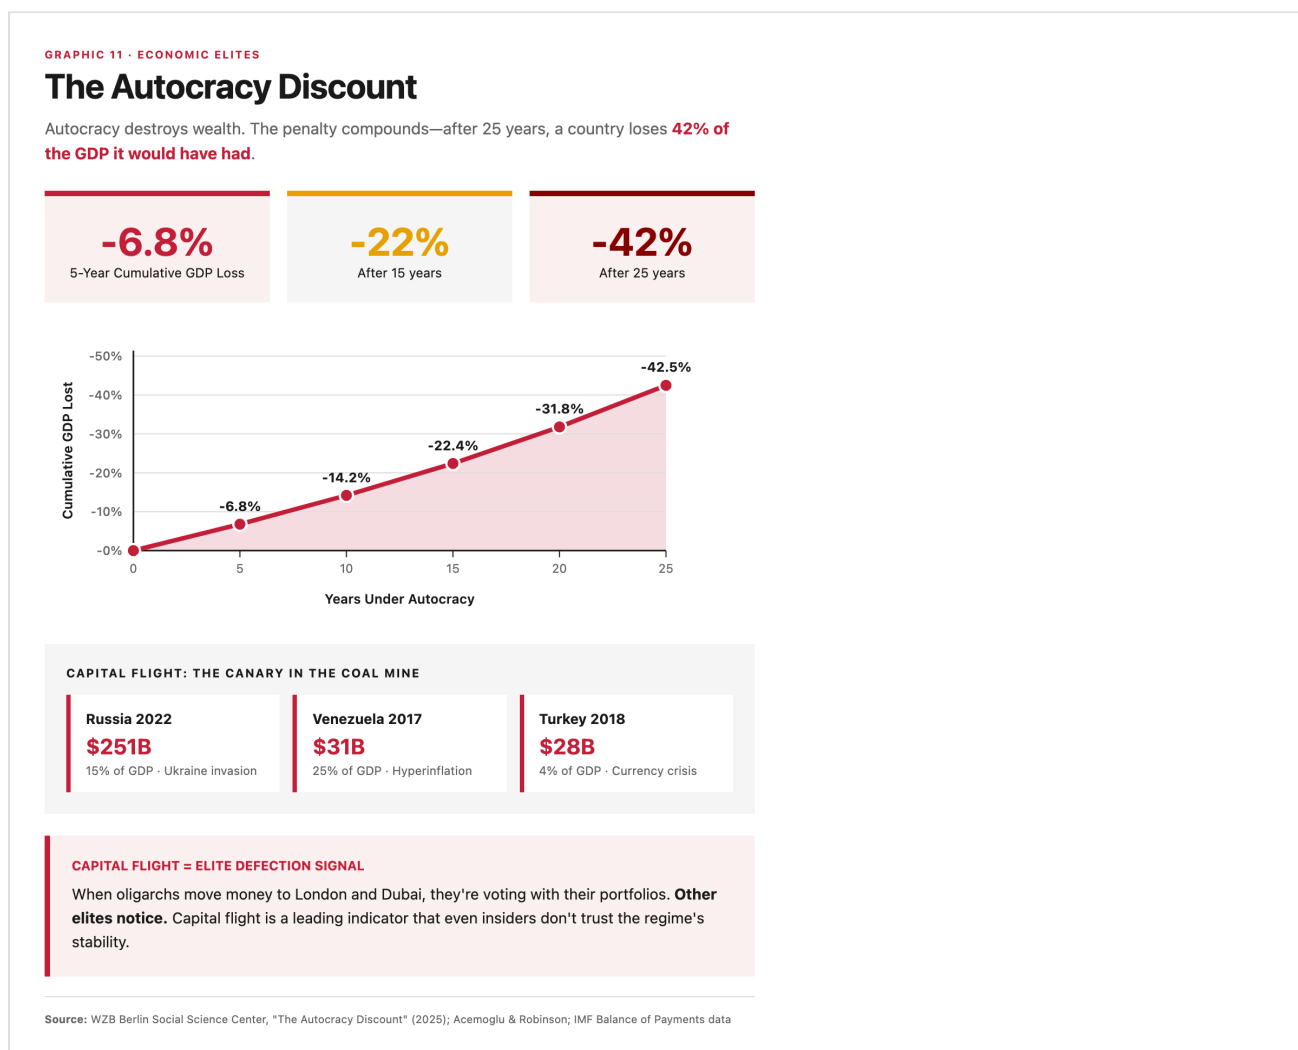 GRAPHIC 11 · ECONOMIC ELITES
The Autocracy Discount
Autocracy destroys wealth. The penalty compounds—after 25 years, a country loses 42% of
the GDP it would have had.
-6.8%
5-Year Cumulative GDP Loss
-22%
After 15 years
-42%
After 25 years
Cumulative GDP Lost
-50%
-40%
-30%
-20%
-10%
-0%
-6.8%
-14.2%
-22.4%
-31.8%
-42.5%
0 5 10 15 20 25
Years Under Autocracy
CAPITAL FLIGHT: THE CANARY IN THE COAL MINE
Russia 2022
$251B
15% of GDP · Ukraine invasion
Venezuela 2017
$31B
25% of GDP · Hyperinflation
Turkey 2018
$28B
4% of GDP · Currency crisis
CAPITAL FLIGHT = ELITE DEFECTION SIGNAL
When oligarchs move money to London and Dubai, they're voting with their portfolios. Other
elites notice. Capital flight is a leading indicator that even insiders don't trust the regime's
stability.
Source: WZB Berlin Social Science Center, "The Autocracy Discount" (2025); Acemoglu & Robinson; IMF Balance of Payments data